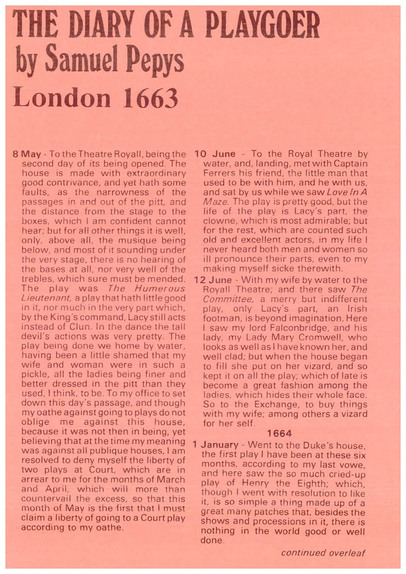 THE DIARY OF A PLAYGOER
by Samuel Pepys
London 1663
8 May - To the Theatre Royall, being the
second day of its being opened. The
house is made with extraordinary
good contrivance, and yet hath some
faults, as the narrowness of the
passages in and out of the pitt, and
the distance from the stage to the
boxes, which I am confident cannot
hear; but for all other things it is well,
only, above all, the musique being
below, and most of it sounding under
the very stage, there is no hearing of
the bases at all, nor very well of the
trebles, which sure must be mended.
The play was The Humerous
Lieutenant, a play that hath little good
in it, nor much in the very part which,
by the King's command, Lacy still acts
instead of Clun. In the dance the tall
devil's actions was very pretty. The
play being done we home by water,
having been a little shamed that my
wife and woman were in such a
pickle, all the ladies being finer and
better dressed in the pitt than they
used, I think, to be. To my office to set
down this day's passage, and though
my oathe against going to plays do not
oblige me against this house,
because it was not then in being, yet
believing that at the time my meaning
was against all publique houses, I am
resolved to deny myself the liberty of
two plays at Court, which are in
arrear to me for the months of March
and April, which will more than
countervail the excess, so that this
month of May is the first that I must
claim a liberty of going to a Court play
according to my oathe.
10 June - To the Royal Theatre by
water, and, landing, met with Captain
Ferrers his friend, the little man that
used to be with him, and he with us,
and sat by us while we saw Love In A
Maze. The play is pretty good, but the
life of the play is Lacy's part, the
clowne, which is most admirable; but
for the rest, which are counted such
old and excellent actors, in my life I
never heard both men and women so
ill pronounce their parts, even to my
making myself sicke therewith.
12 June - With my wife by water to the
Royall Theatre; and there saw The
Committee, a merry but indifferent
play, only Lacy's part, an Irish
footman, is beyond imagination. Here
I saw my lord Falconbridge, and his
lady, my Lady Mary Cromwell, who
looks as well as I have known her, and
well clad; but when the house began
to fill she put on her vizard, and so
kept it on all the play; which of late is
become a great fashion among the
ladies, which hides their whole face.
So to the Exchange, to buy things
with my wife; among others a vizard
for her self.
1664
1 January - Went to the Duke's house,
the first play I have been at these six
months, according to my last vowe,
and here saw the so much cried-up
play of Henry the Eighth; which,
though I went with resolution to like
it, is so simple a thing made up of a
great many patches that, besides the
shows and processions in it, there is
nothing in the world good or well
done.
continued overleaf